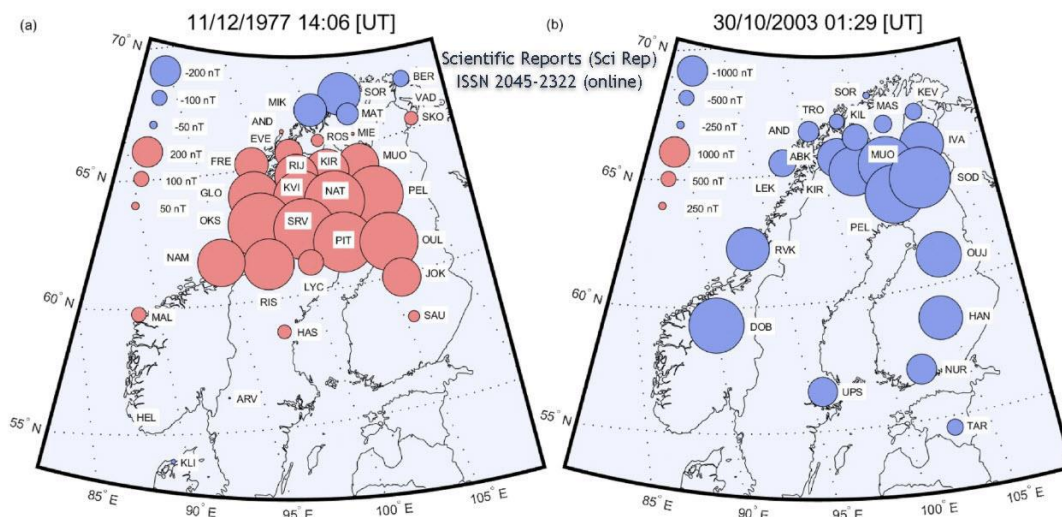 (a)
11/12/1977 14:06 [UT]
(b)
30/10/2003 01:29 [UT]
Scientific Reports (Sci Rep)
ISSN 2045-2322 (online)
70° N
65° N
60° N
55° N
85° E
90° E
95° E
100° E
105° E
-200 nT
-100 nT
-50 nT
200 nT
100 nT
50 nT
BER
SOR
VAD
SKO
MIK
MAT
AND
EVE
ROS
MIE
FRE
RIJ
KIR
MUO
GLO
KVI
NAT
PEL
OKS
SRV
PIT
OUL
NAM
RIS
LYC
JOK
MAL
HAS
SAU
HEL
ARV
KLI
70° N
65° N
60° N
55° N
85° E
90° E
95° E
100° E
105° E
-1000 nT
-500 nT
-250 nT
1000 nT
500 nT
250 nT
SOR
MAS
KEV
TRO
KIL
AND
IVA
ABK
MUO
LEK
KIR
SOD
PEL
RVK
OUJ
DOB
HAN
NUR
UPS
TAR